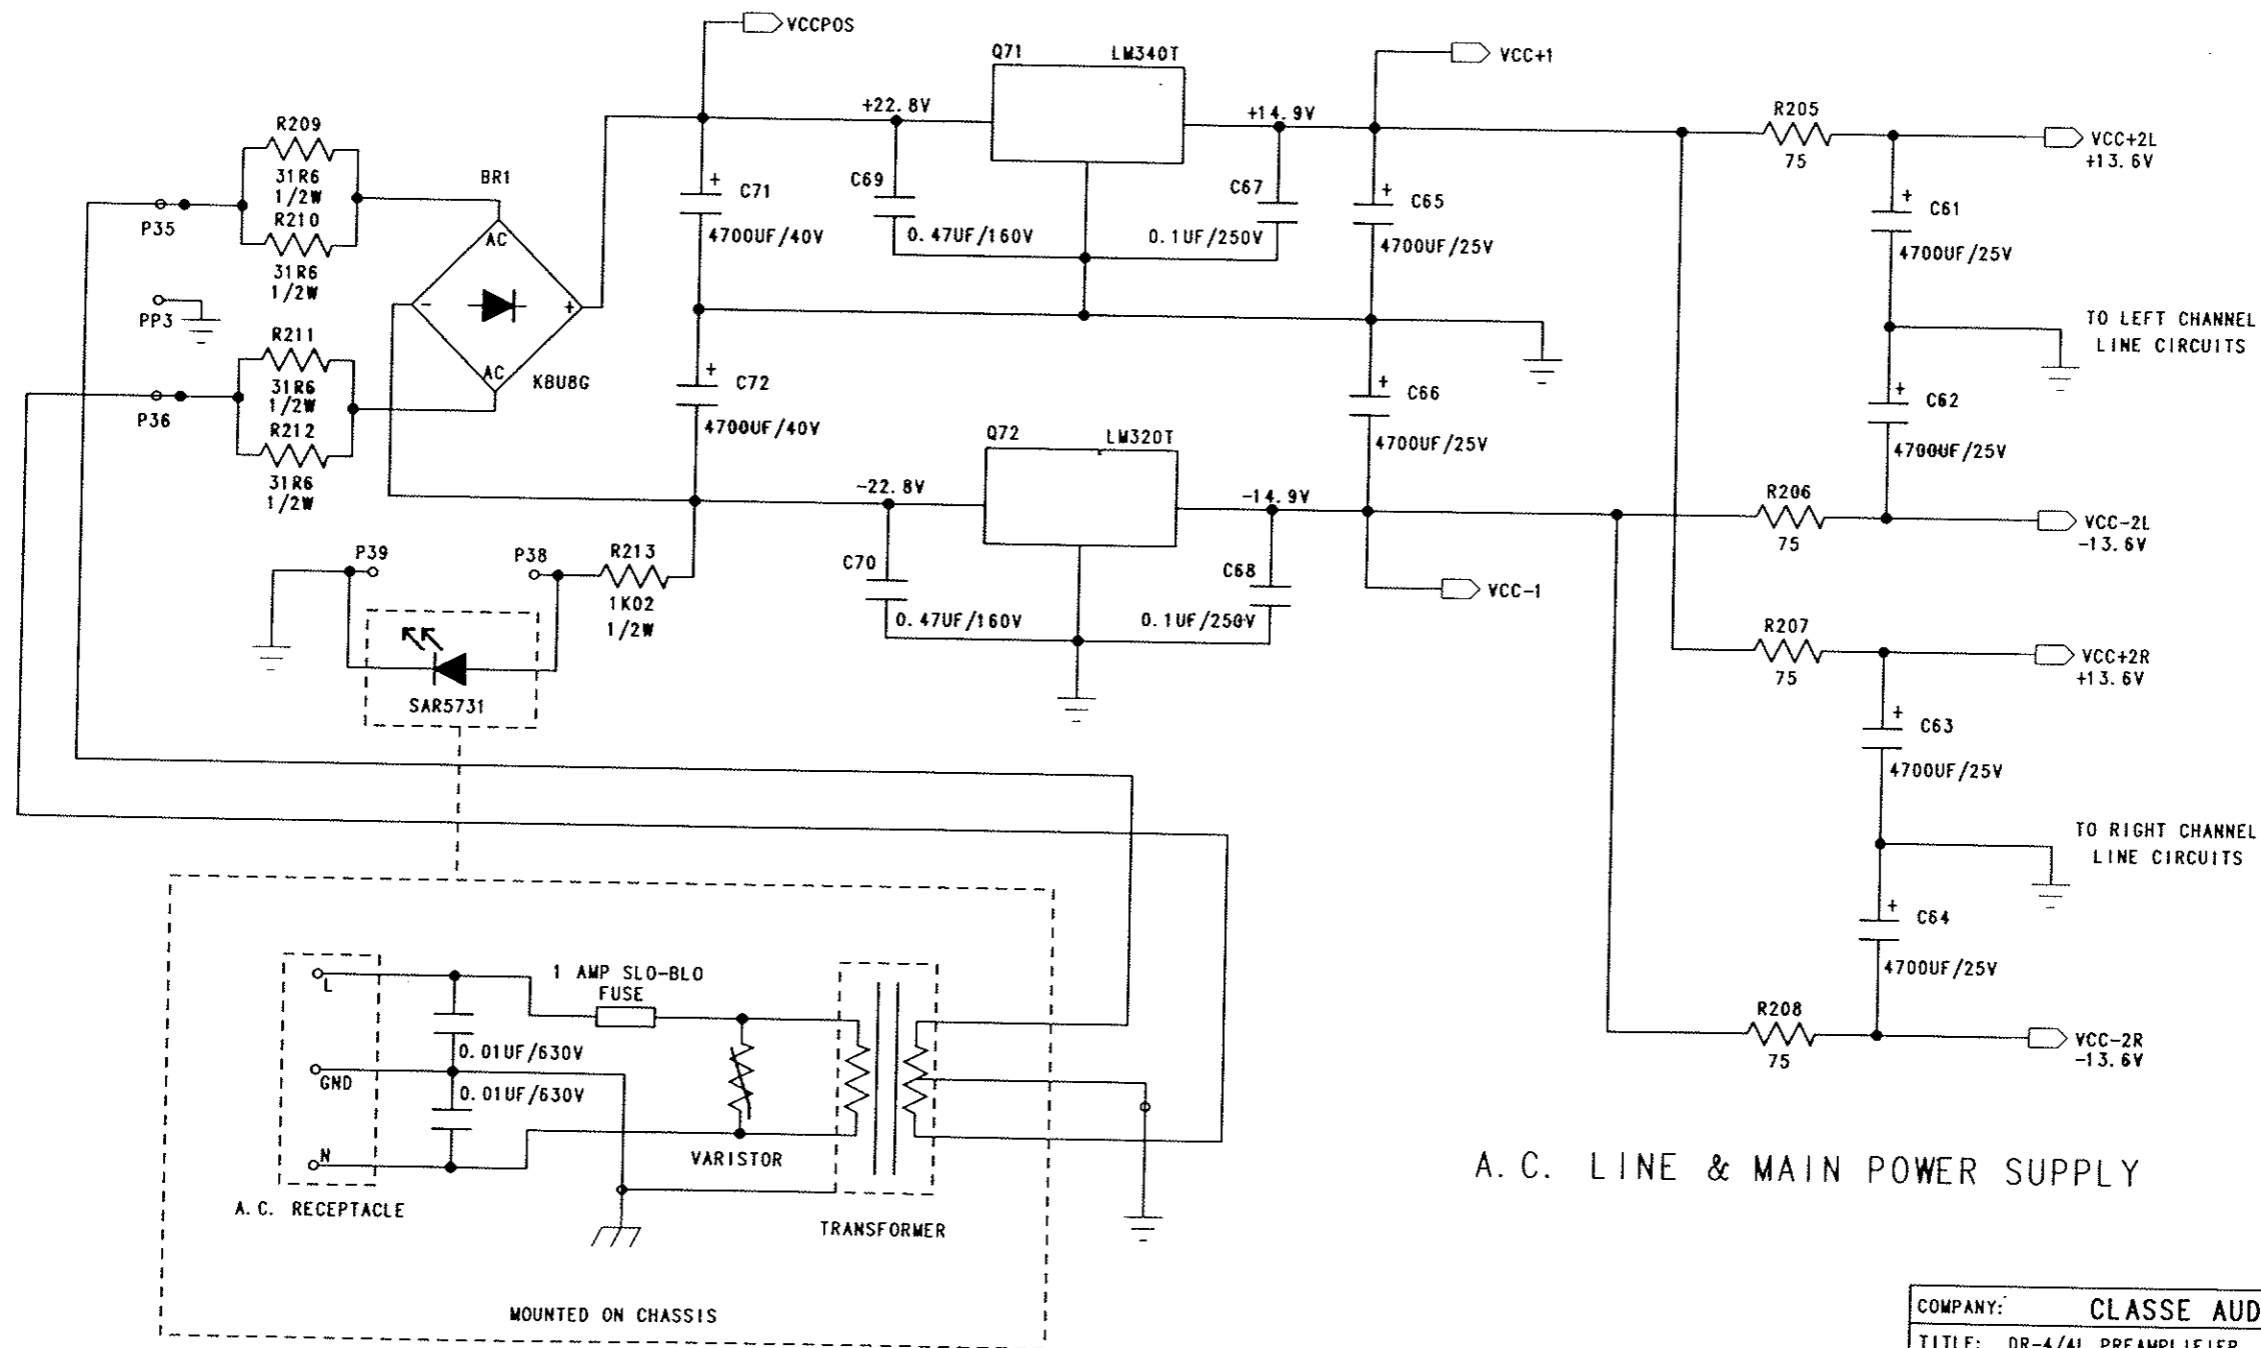 VCCPOS
Q71
LM340T
VCC+1
+22.8V
+14.9V
R205
75
VCC+2L
+13.6V
R209
31R6
1/2W
R210
31R6
1/2W
BR1
AC
-
+
AC
KBU8G
P35
PP3
P36
R211
31R6
1/2W
R212
31R6
1/2W
+
C71
4700UF/40V
C69
0.47UF/160V
C67
0.1UF/250V
+
C65
4700UF/25V
+
C61
4700UF/25V
TO LEFT CHANNEL
LINE CIRCUITS
+
C72
4700UF/40V
Q72
LM320T
+
C66
4700UF/25V
+
C62
4700UF/25V
-22.8V
-14.9V
R206
75
VCC-2L
-13.6V
P39
P38
R213
1K02
1/2W
C70
0.47UF/160V
C68
0.1UF/250V
VCC-1
SAR5731
R207
75
VCC+2R
+13.6V
+
C63
4700UF/25V
TO RIGHT CHANNEL
LINE CIRCUITS
+
C64
4700UF/25V
R208
75
VCC-2R
-13.6V
L
1 AMP SLO-BLO
FUSE
0.01UF/630V
GND
0.01UF/630V
N
VARISTOR
A.C. RECEPTACLE
TRANSFORMER
MOUNTED ON CHASSIS
A.C. LINE & MAIN POWER SUPPLY
COMPANY: CLASSE AUD
TITLE: DR-4/4L PREAMPLIFIER